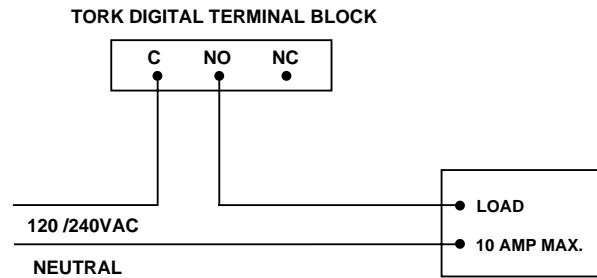 TORK DIGITAL TERMINAL BLOCK
C NO NC
LOAD
120 /240VAC
10 AMP MAX.
NEUTRAL